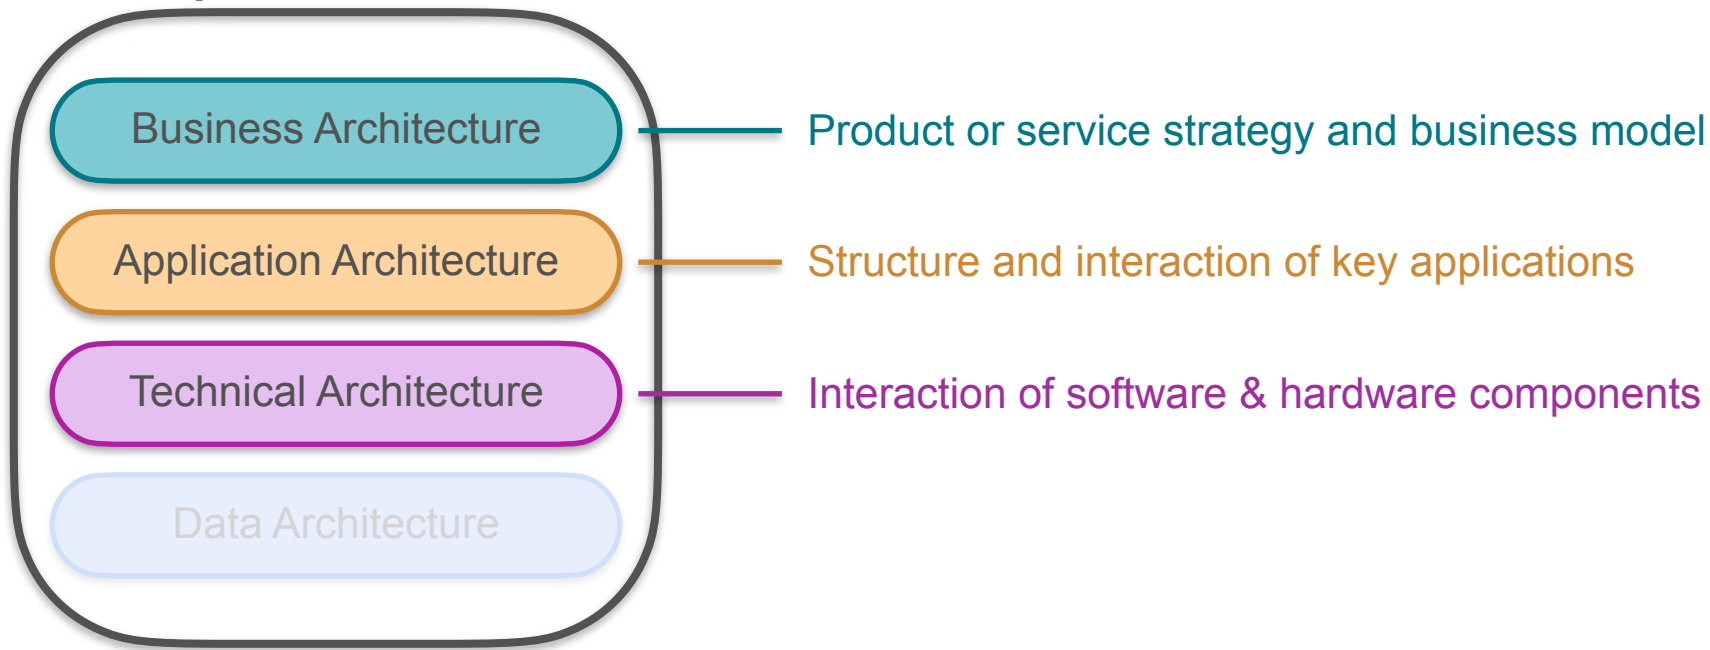 Business Architecture
Product or service strategy and business model
Application Architecture
Structure and interaction of key applications
Technical Architecture
Interaction of software & hardware components
Data Architecture